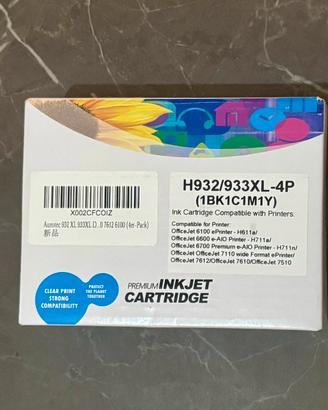 H932/933XL-4P
(1BK1C1M1Y)
Ink Cartridge Compatible with Printers.
Compatible for Printer:
OfficeJet 6100 ePrinter - H611a/
OfficeJet 6600 e-AIO Printer - H711a/
OfficeJet 6700 Premium e-AIO Printer - H711n/
OfficeJet OfficeJet 7110 wide Format ePrinter/
OfficeJet 7612/OfficeJet 7610/OfficeJet 7510
X002CFCOIZ
932 XL 933XL D...0 7612 6100 (4er-Pack)
新品
CLEAR PRINT
STRONG
COMPATIBILITY
PROTECT
THE PLANET
TOGETHER
PREMIUM INKJET
CARTRIDGE